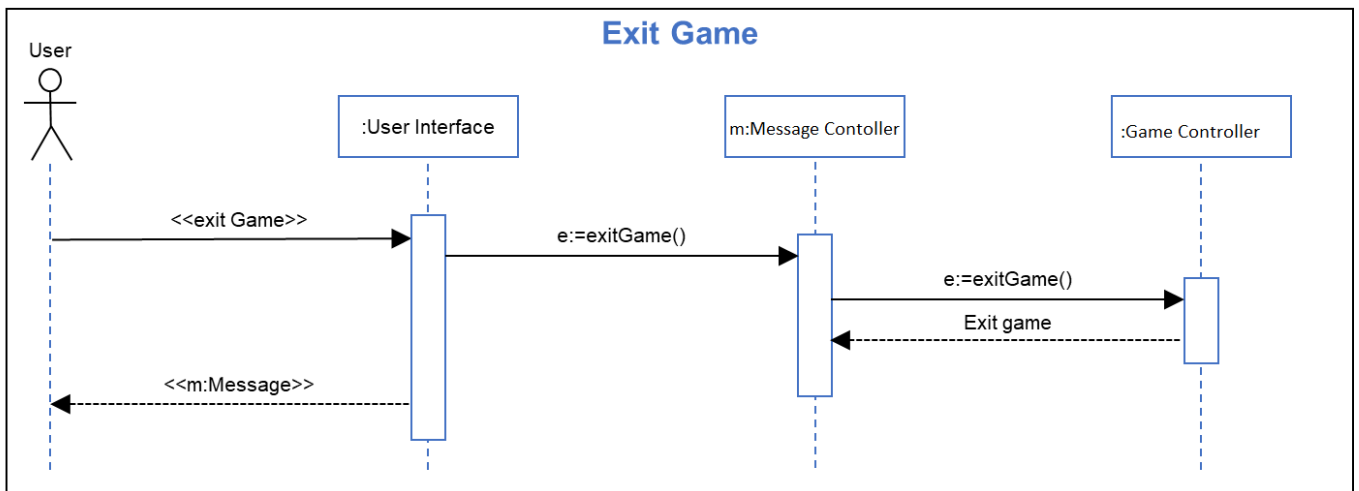 Exit Game
User
:User Interface
m:Message Contoller
:Game Controller
<<exit Game>>
e:=exitGame()
e:=exitGame()
Exit game
<<m:Message>>